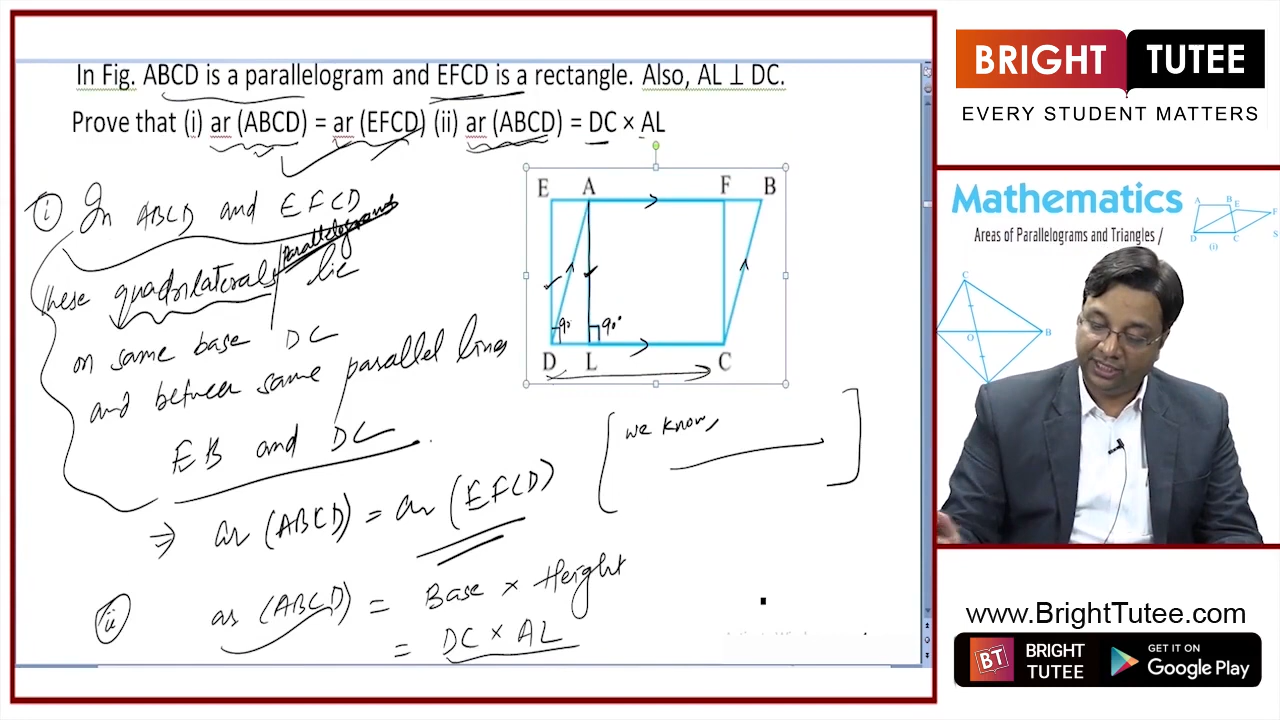 In Fig. ABCD is a parallelogram and EFCD is a rectangle. Also, AL ⊥ DC.
Prove that (i) ar (ABCD) = ar (EFCD) (ii) ar (ABCD) = DC × AL
(i) In ABCD and EFCD
These quadrilaterals/parallelograms lie
on same base DC
and between same parallel lines
EB and DC
⇒ ar (ABCD) = ar (EFCD)
[we know, ]
(ii) ar (ABCD) = Base × Height
= DC × AL
E A F B
90° 90°
D L C
BRIGHT TUTEE
EVERY STUDENT MATTERS
Mathematics
Areas of Parallelograms and Triangles /
A B E F
D C S
(i)
C
O B
www.BrightTutee.com
BT BRIGHT TUTEE
GET IT ON
Google Play